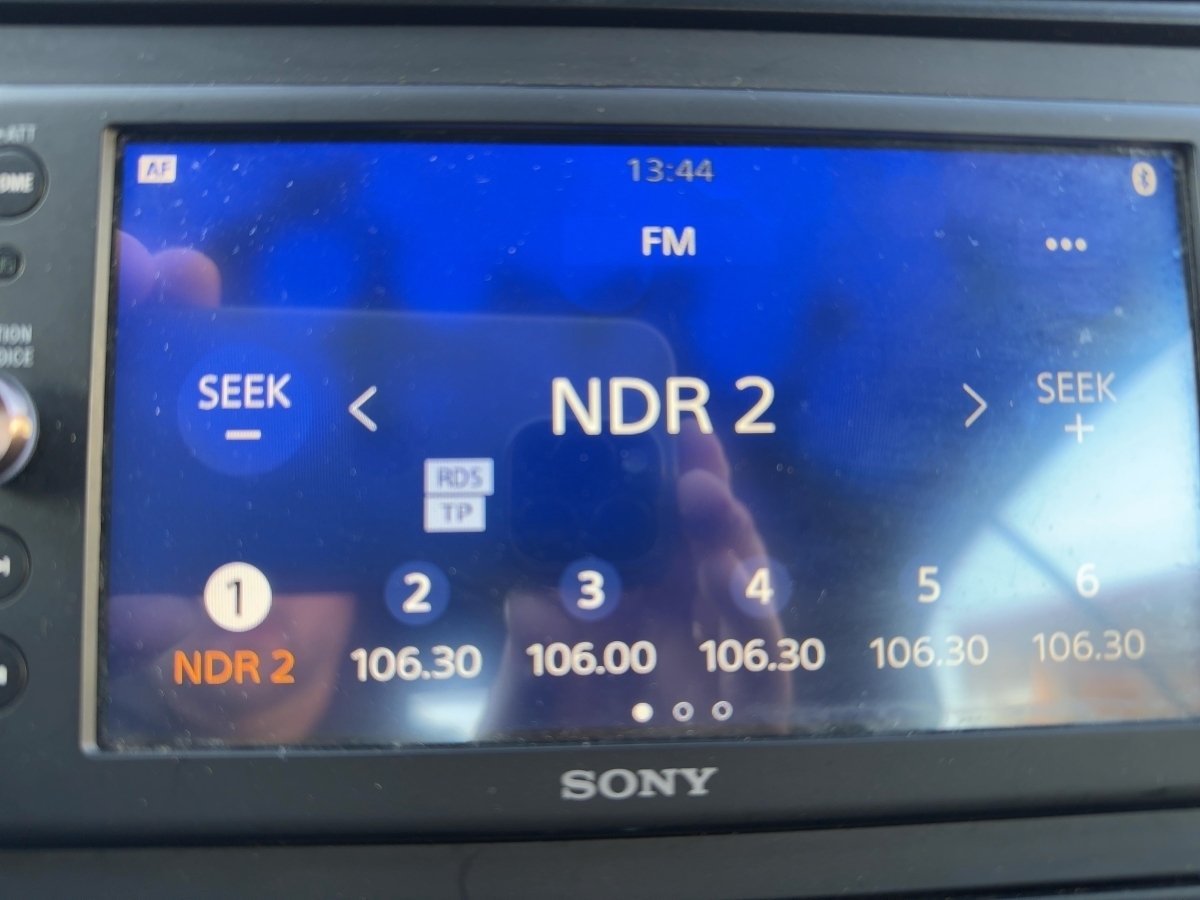 AF 13:44
FM
SEEK NDR 2 SEEK
− +
RDS
TP
1 2 3 4 5 6
NDR 2 106.30 106.00 106.30 106.30 106.30
SONY